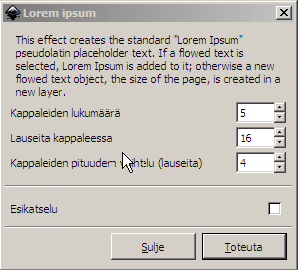 Lorem ipsum
This effect creates the standard "Lorem Ipsum"
pseudolatin placeholder text. If a flowed text is
selected, Lorem Ipsum is added to it; otherwise a new
flowed text object, the size of the page, is created in a
new layer.
Kappaleiden lukumäärä 5
Lauseita kappaleessa 16
Kappaleiden pituuden (lauseita) 4
Esikatselu
Sulje Toteuta